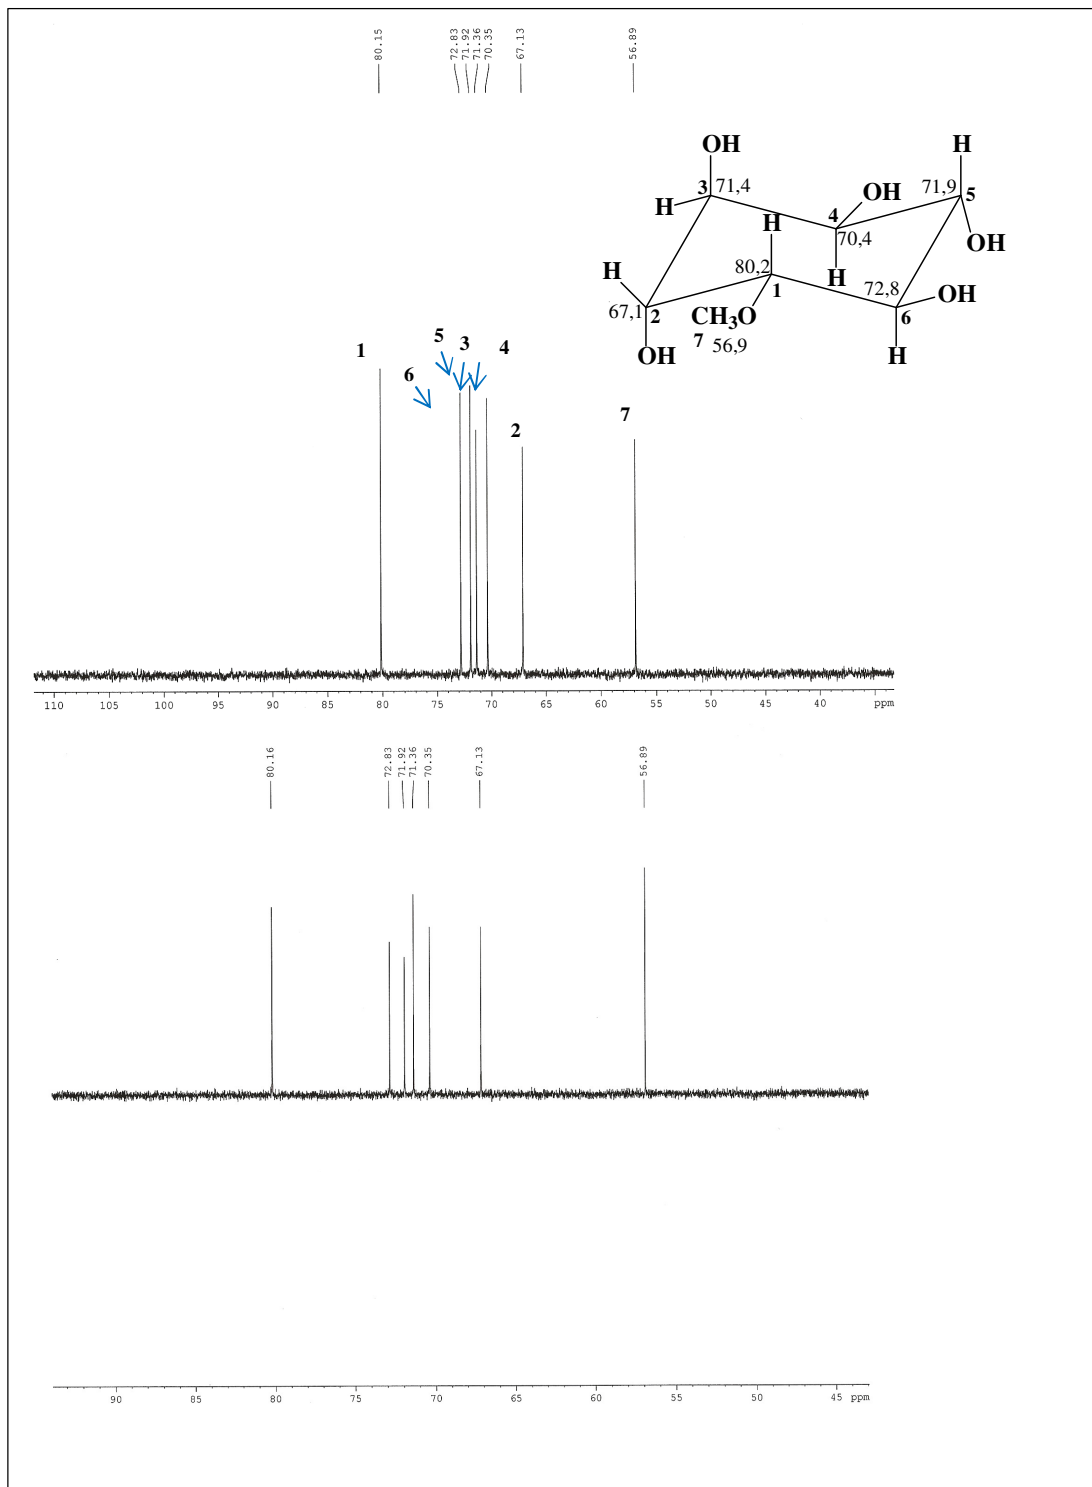 80.15
72.83
71.92
71.36
70.35
67.13
56.89
OH
H
3 71,4
OH
71,9 5
H
4
H
70,4
OH
80,2
H
H
1
72,8
OH
67,1 2
CH3O
6
7 56,9
OH
H
1
5
3
4
6
2
7
110 105 100 95 90 85 80 75 70 65 60 55 50 45 40 ppm
80.16
72.83
71.92
71.36
70.35
67.13
56.89
90 85 80 75 70 65 60 55 50 45 ppm